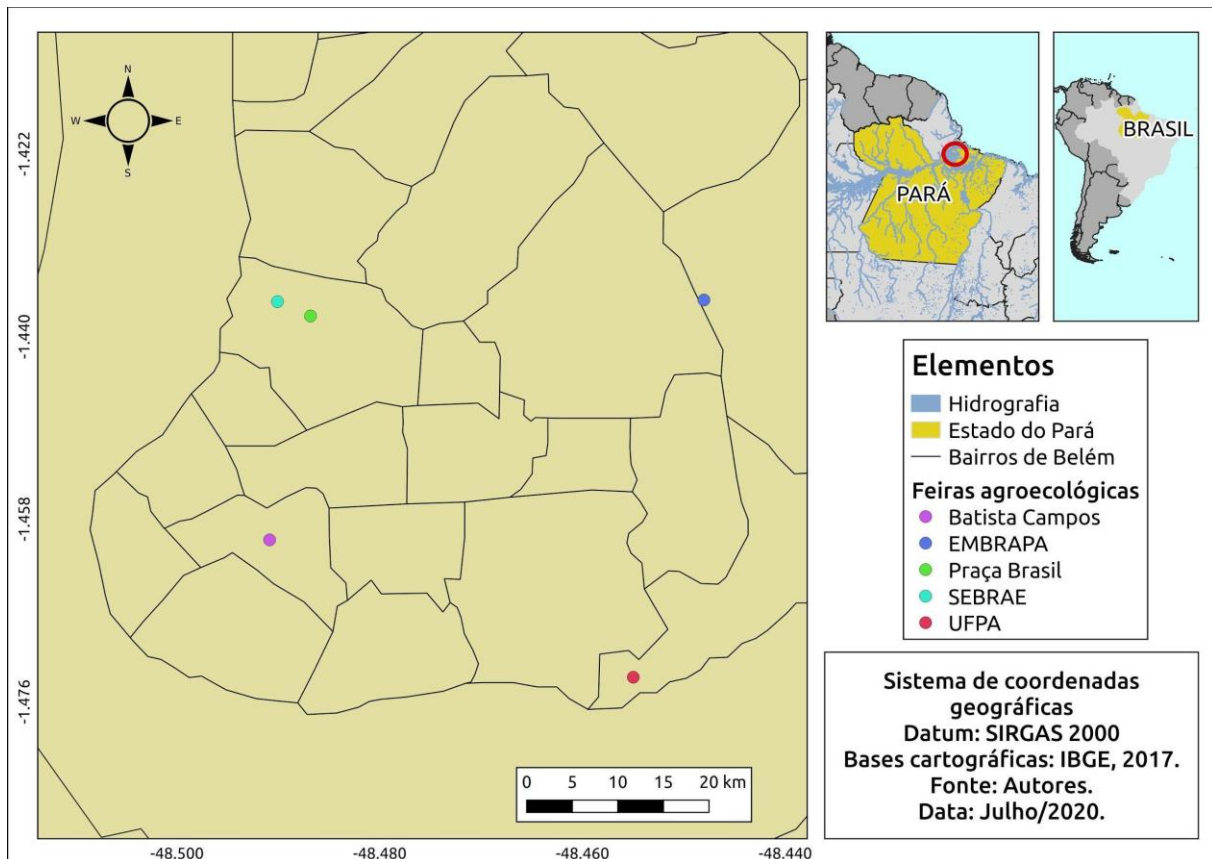 N
W
E
S
-1.422
-1.440
-1.458
-1.476
-48.500
-48.480
-48.460
-48.440
0 5 10 15 20 km
PARÁ
BRASIL
Elementos
Hidrografia
Estado do Pará
Bairros de Belém
Feiras agroecológicas
Batista Campos
EMBRAPA
Praça Brasil
SEBRAE
UFPA
Sistema de coordenadas
geográficas
Datum: SIRGAS 2000
Bases cartográficas: IBGE, 2017.
Fonte: Autores.
Data: Julho/2020.